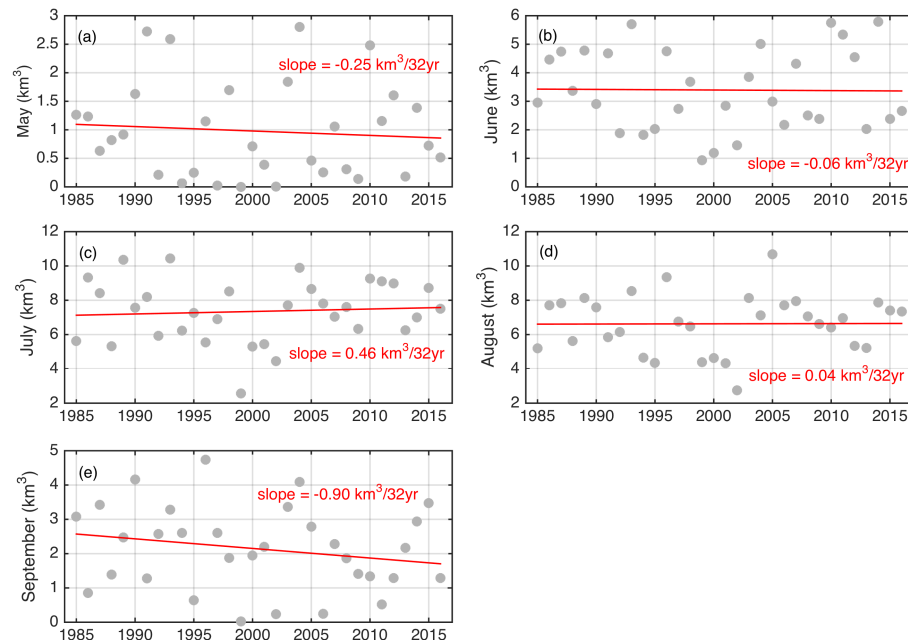 (a)
May (km³)
3
2.5
2
1.5
1
0.5
0
slope = -0.25 km³/32yr
1985 1990 1995 2000 2005 2010 2015
(b)
June (km³)
6
5
4
3
2
1
0
slope = -0.06 km³/32yr
1985 1990 1995 2000 2005 2010 2015
(c)
July (km³)
12
10
8
6
4
2
slope = 0.46 km³/32yr
1985 1990 1995 2000 2005 2010 2015
(d)
August (km³)
12
10
8
6
4
2
slope = 0.04 km³/32yr
1985 1990 1995 2000 2005 2010 2015
(e)
September (km³)
5
4
3
2
1
0
slope = -0.90 km³/32yr
1985 1990 1995 2000 2005 2010 2015